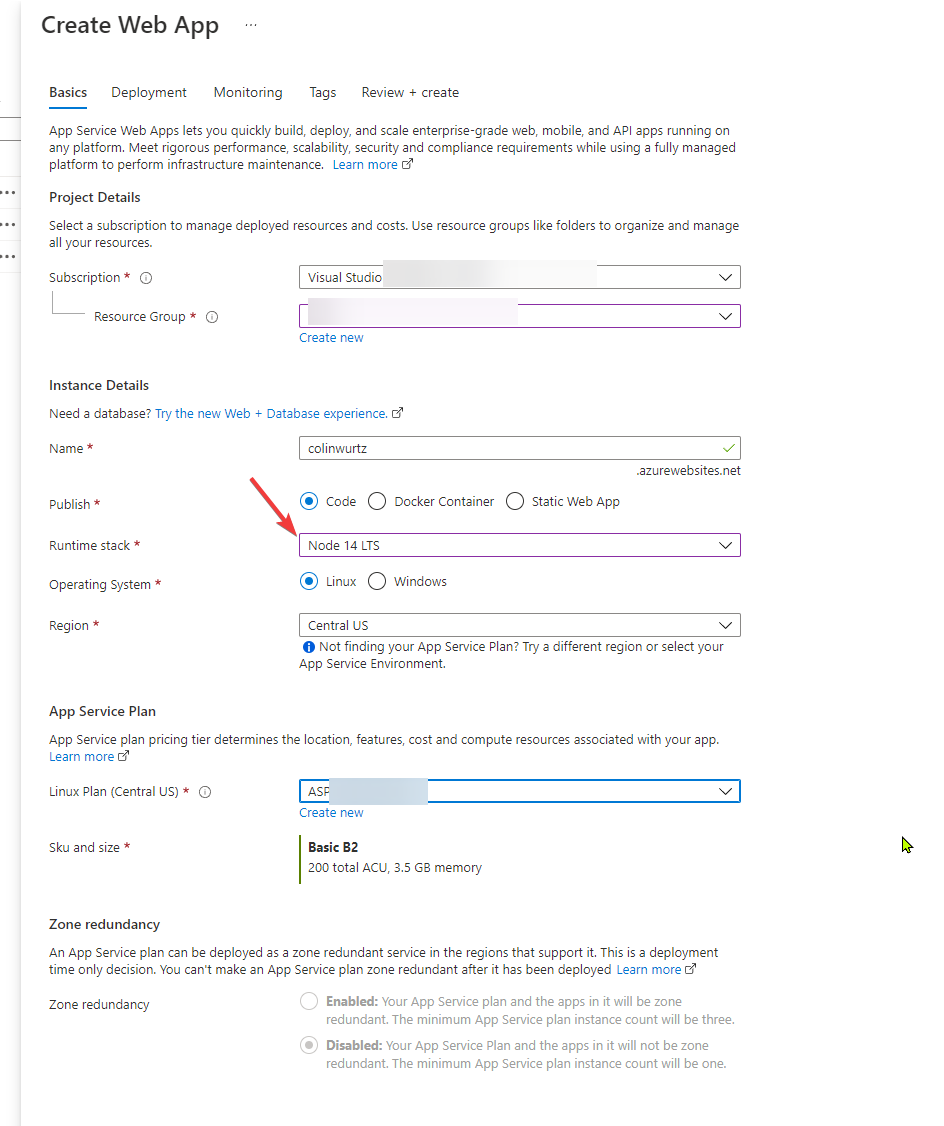 Create Web App ...
Basics Deployment Monitoring Tags Review + create
App Service Web Apps lets you quickly build, deploy, and scale enterprise-grade web, mobile, and API apps running on
any platform. Meet rigorous performance, scalability, security and compliance requirements while using a fully managed
platform to perform infrastructure maintenance. Learn more
Project Details
Select a subscription to manage deployed resources and costs. Use resource groups like folders to organize and manage
all your resources.
Subscription * Visual Studio
Resource Group *
Create new
Instance Details
Need a database? Try the new Web + Database experience.
Name * colinwurtz
.azurewebsites.net
Publish * Code Docker Container Static Web App
Runtime stack * Node 14 LTS
Operating System * Linux Windows
Region * Central US
Not finding your App Service Plan? Try a different region or select your
App Service Environment.
App Service Plan
App Service plan pricing tier determines the location, features, cost and compute resources associated with your app.
Learn more
Linux Plan (Central US) * ASP
Create new
Sku and size * Basic B2
200 total ACU, 3.5 GB memory
Zone redundancy
An App Service plan can be deployed as a zone redundant service in the regions that support it. This is a deployment
time only decision. You can't make an App Service plan zone redundant after it has been deployed Learn more
Zone redundancy Enabled: Your App Service plan and the apps in it will be zone
redundant. The minimum App Service plan instance count will be three.
Disabled: Your App Service Plan and the apps in it will not be zone
redundant. The minimum App Service plan instance count will be one.